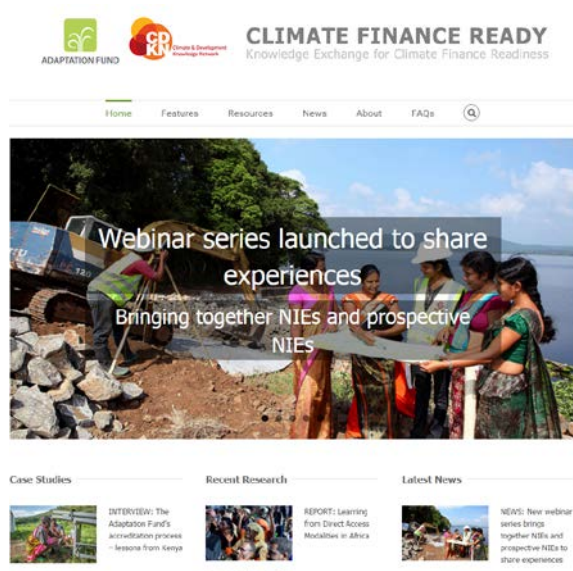 CLIMATE FINANCE READY
Knowledge Exchange for Climate Finance Readiness
ADAPTATION FUND
CD
KN
Climate & Development
Knowledge Network
Home Features Resources News About FAQs
Webinar series launched to share
experiences
Bringing together NIEs and prospective
NIEs
120
Case Studies
INTERVIEW: The
Adaptation Fund's
accreditation process
– lessons from Kenya
Recent Research
REPORT: Learning
from Direct Access
Modalities in Africa
Latest News
NEWS: New webinar
series brings
together NIEs and
prospective NIEs to
share experiences